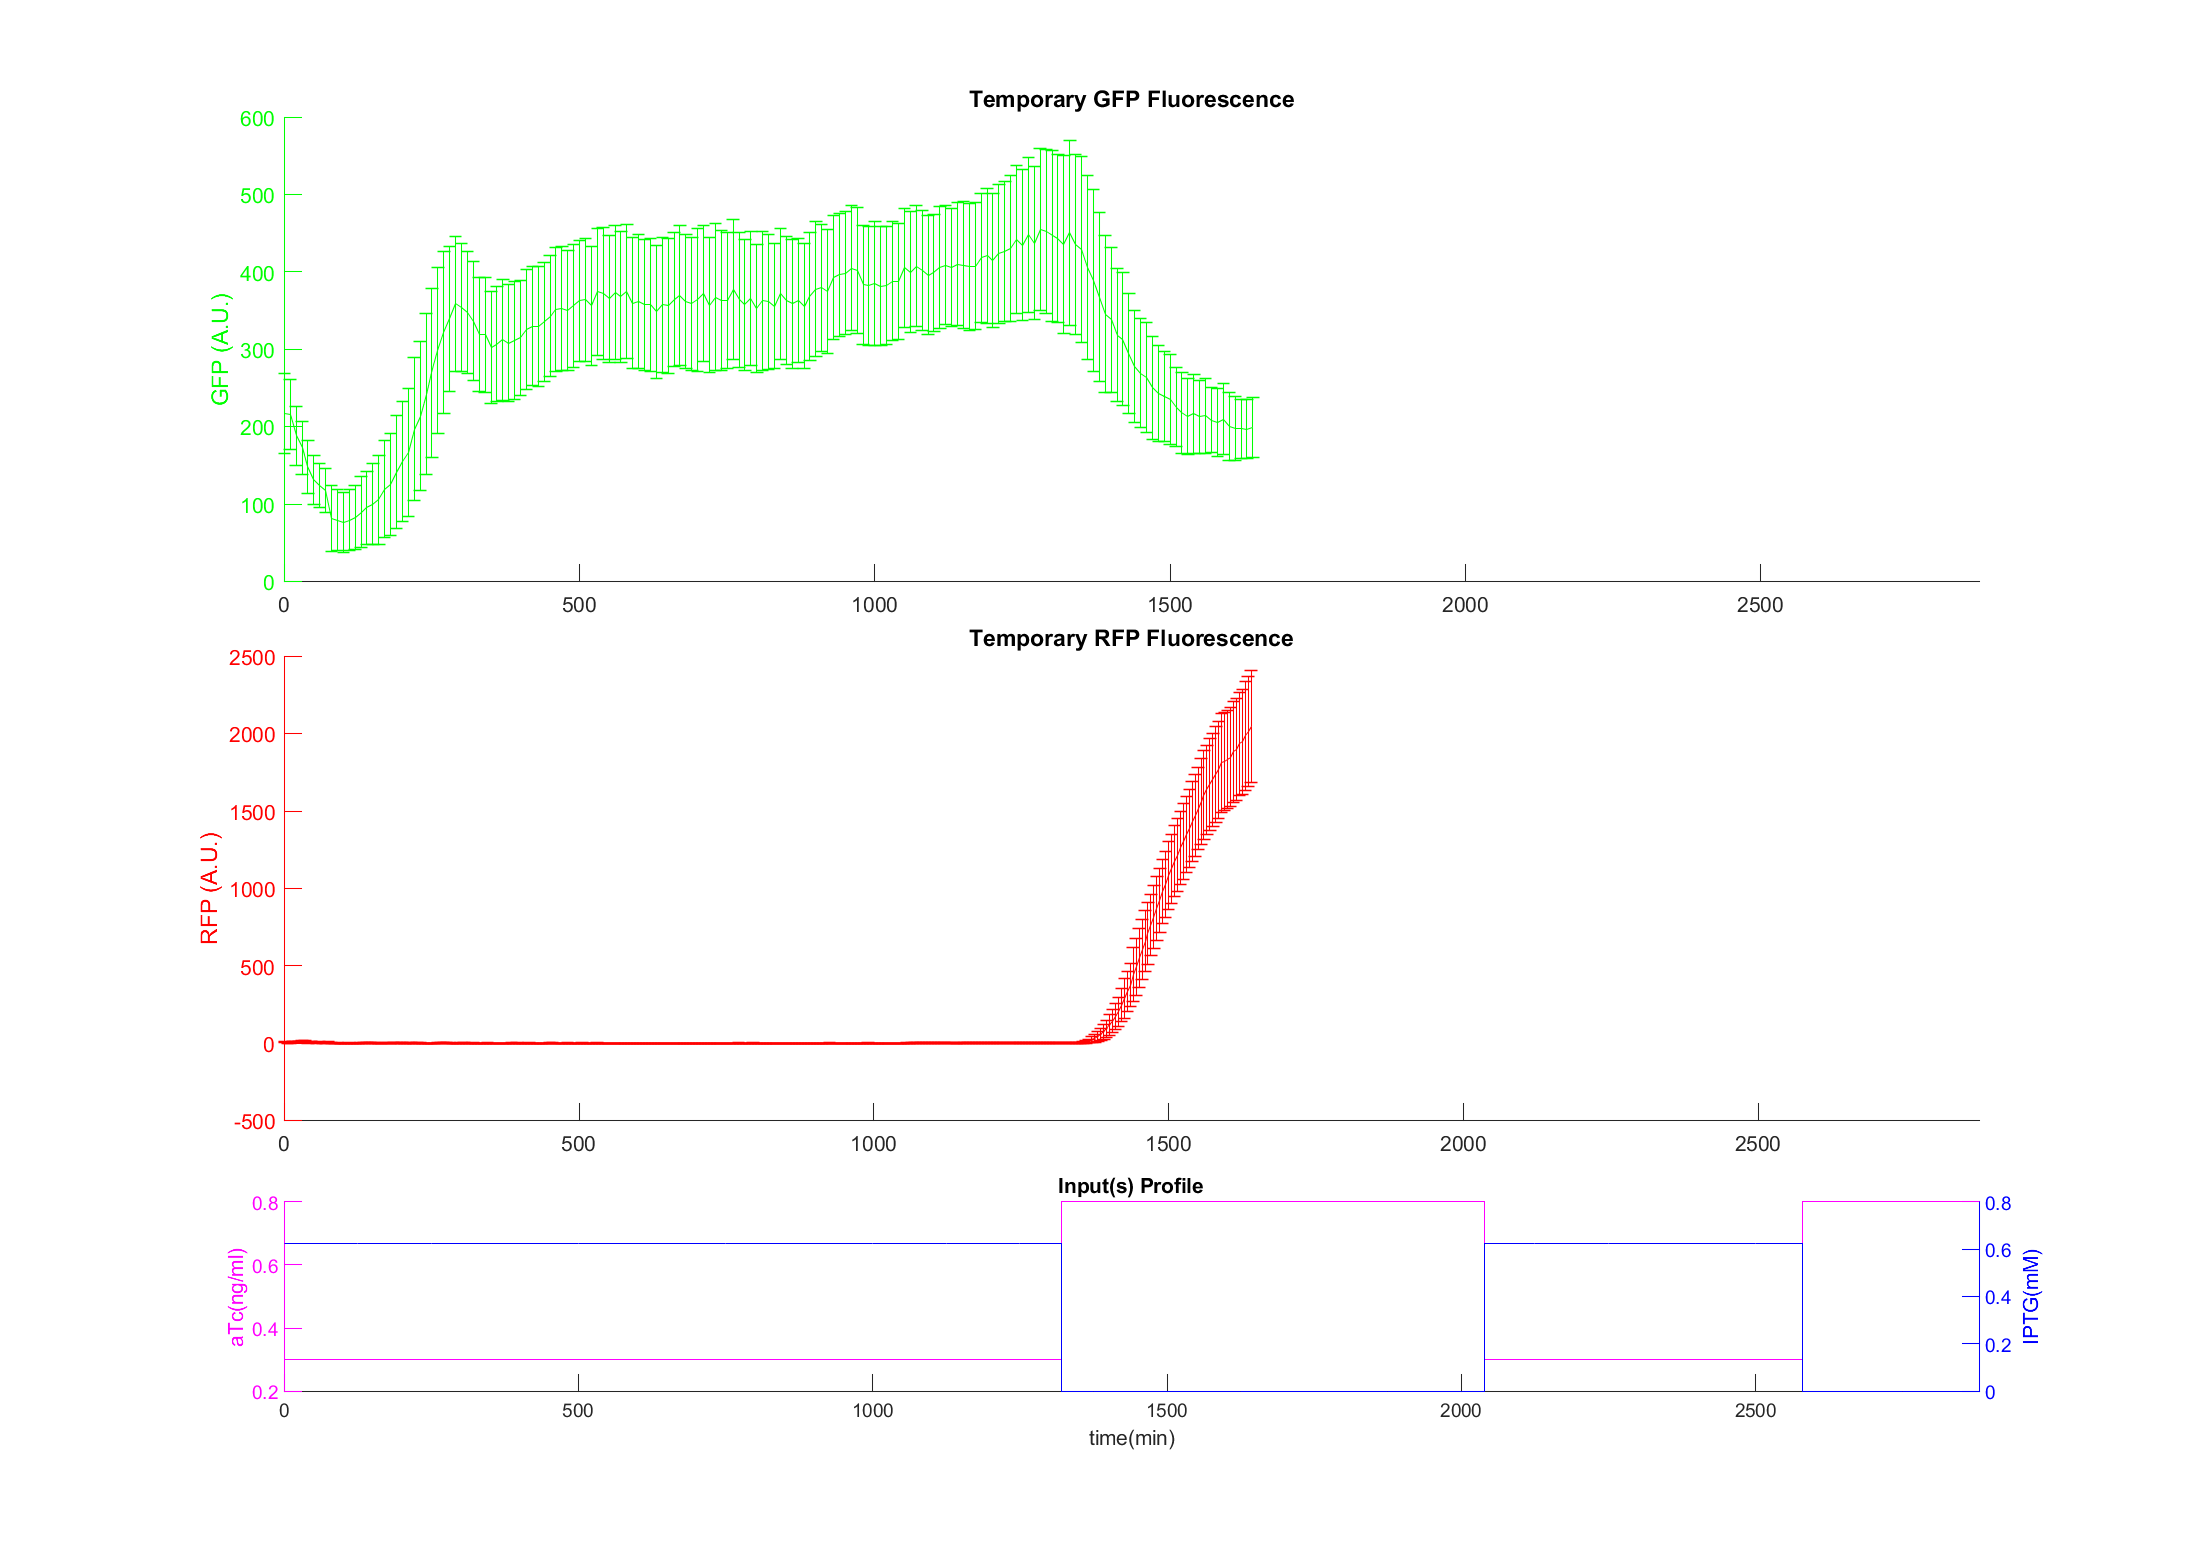 Temporary GFP Fluorescence
GFP (A.U.)
600
500
400
300
200
100
0
0 500 1000 1500 2000 2500
Temporary RFP Fluorescence
RFP (A.U.)
2500
2000
1500
1000
500
0
-500
0 500 1000 1500 2000 2500
Input(s) Profile
aTc(ng/ml)
0.8
0.6
0.4
0.2
IPTG(mM)
0.8
0.6
0.4
0.2
0
0 500 1000 1500 2000 2500
time(min)